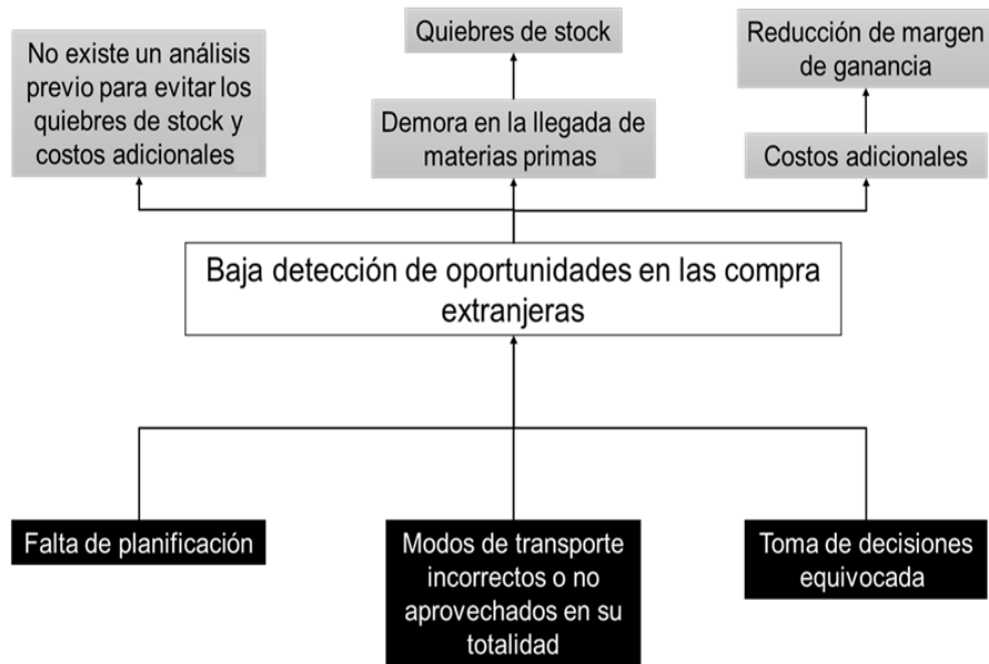 No existe un análisis
previo para evitar los
quiebres de stock y
costos adicionales
Quiebres de stock
Demora en la llegada de
materias primas
Reducción de margen
de ganancia
Costos adicionales
Baja detección de oportunidades en las compra
extranjeras
Falta de planificación
Modos de transporte
incorrectos o no
aprovechados en su
totalidad
Toma de decisiones
equivocada